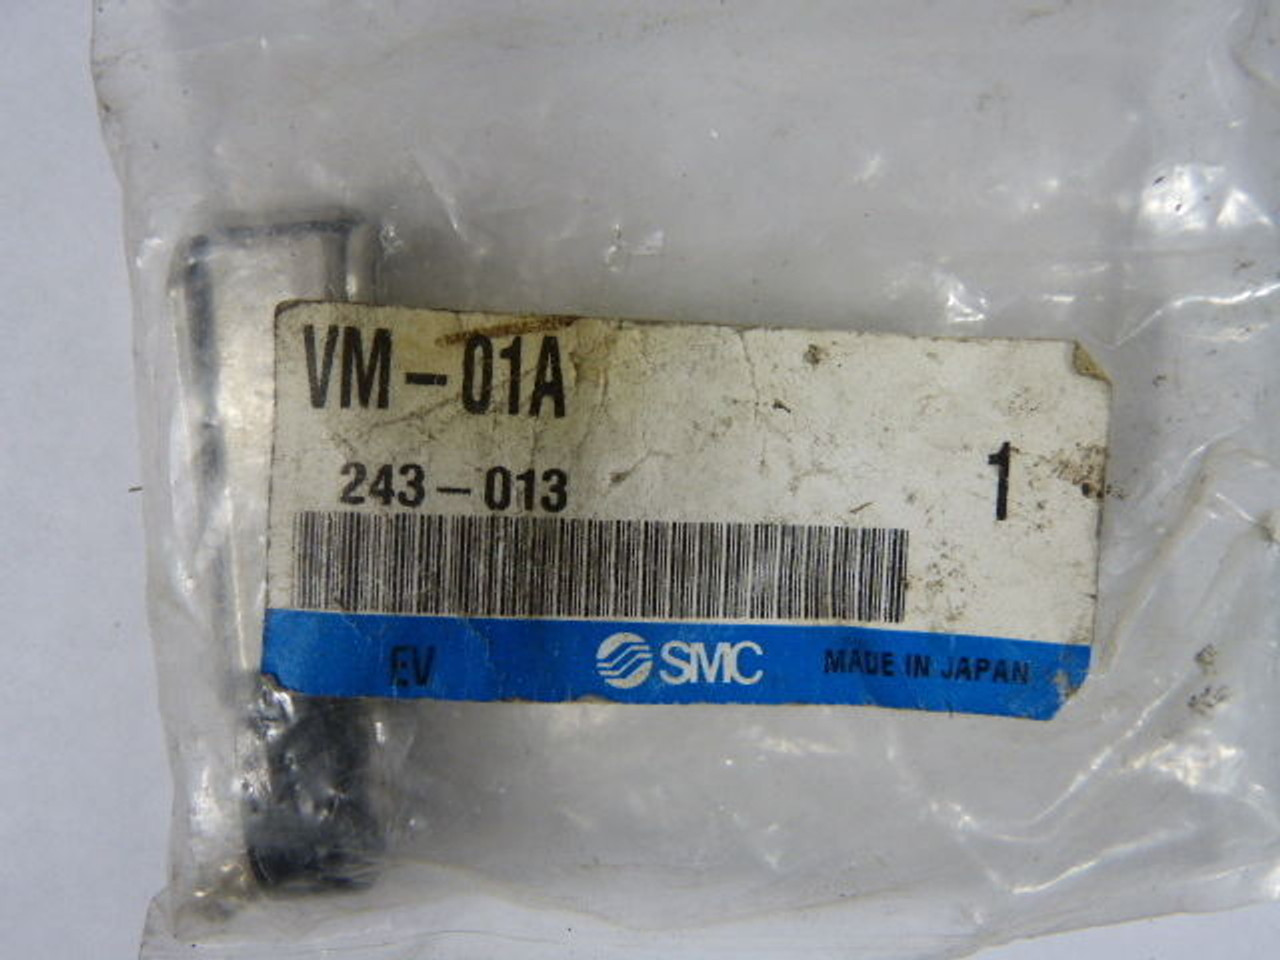 VM-01A
243-013
1
EV SMC MADE IN JAPAN